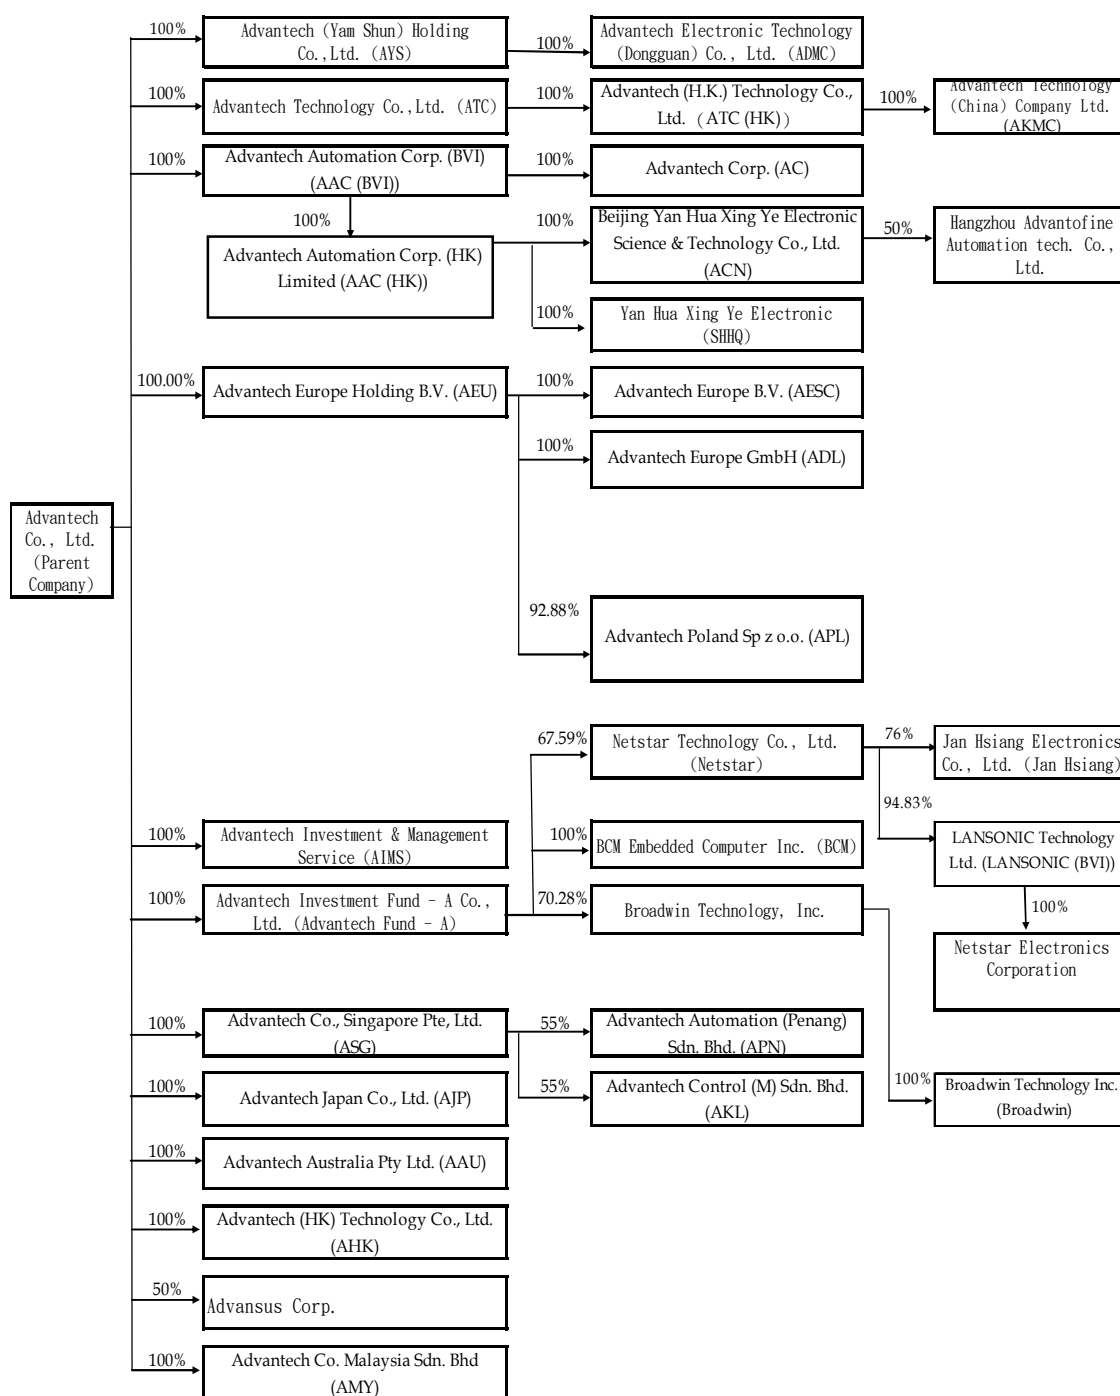 100%
Advantech (Yam Shun) Holding
Co.,Ltd. (AYS)
100%
Advantech Electronic Technology
(Dongguan) Co., Ltd. (ADMC)
100%
Advantech Technology Co.,Ltd. (ATC)
100%
Advantech (H.K.) Technology Co.,
Ltd. ( ATC (HK) )
100%
Advantech Technology
(China) Company Ltd.
(AKMC)
100%
Advantech Automation Corp. (BVI)
(AAC (BVI))
100%
Advantech Corp. (AC)
100%
Advantech Automation Corp. (HK)
Limited (AAC (HK))
100%
Beijing Yan Hua Xing Ye Electronic
Science & Technology Co., Ltd.
(ACN)
50%
Hangzhou Advantofine
Automation tech. Co.,
Ltd.
100%
Yan Hua Xing Ye Electronic
(SHHQ)
100.00%
Advantech Europe Holding B.V. (AEU)
100%
Advantech Europe B.V. (AESC)
100%
Advantech Europe GmbH (ADL)
Advantech
Co., Ltd.
(Parent
Company)
92.88%
Advantech Poland Sp z o.o. (APL)
67.59%
Netstar Technology Co., Ltd.
(Netstar)
76%
Jan Hsiang Electronics
Co., Ltd. (Jan Hsiang)
94.83%
LANSONIC Technology
Ltd. (LANSONIC (BVI))
100%
Advantech Investment & Management
Service (AIMS)
100%
BCM Embedded Computer Inc. (BCM)
100%
Advantech Investment Fund - A Co.,
Ltd. (Advantech Fund - A)
70.28%
Broadwin Technology, Inc.
100%
Netstar Electronics
Corporation
100%
Advantech Co., Singapore Pte, Ltd.
(ASG)
55%
Advantech Automation (Penang)
Sdn. Bhd. (APN)
100%
Advantech Japan Co., Ltd. (AJP)
55%
Advantech Control (M) Sdn. Bhd.
(AKL)
100%
Broadwin Technology Inc.
(Broadwin)
100%
Advantech Australia Pty Ltd. (AAU)
100%
Advantech (HK) Technology Co., Ltd.
(AHK)
50%
Advansus Corp.
100%
Advantech Co. Malaysia Sdn. Bhd
(AMY)